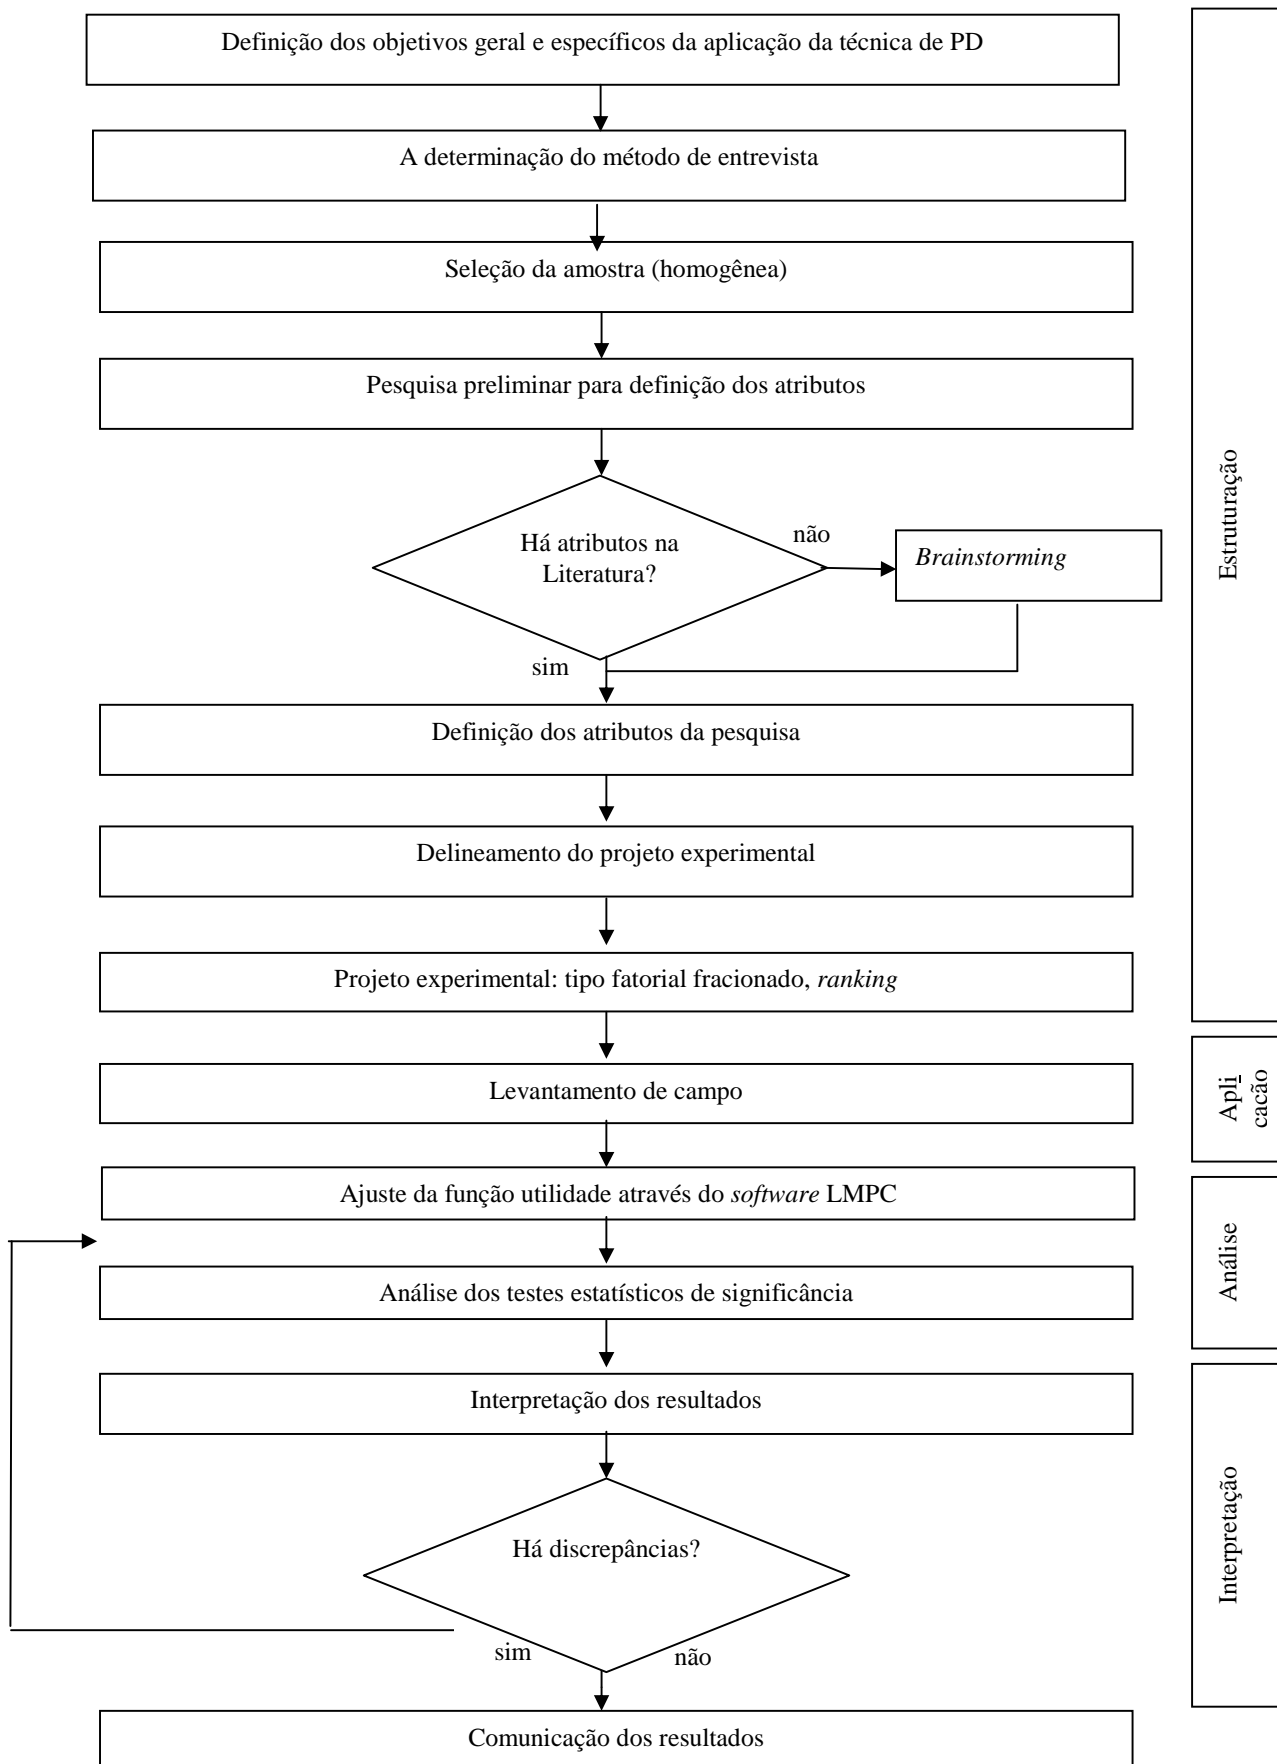 Definição dos objetivos geral e específicos da aplicação da técnica de PD
A determinação do método de entrevista
Seleção da amostra (homogênea)
Pesquisa preliminar para definição dos atributos
Há atributos na
Literatura?
não
Brainstorming
sim
Definição dos atributos da pesquisa
Delineamento do projeto experimental
Projeto experimental: tipo fatorial fracionado, ranking
Estruturação
Levantamento de campo
Apli
cacão
Ajuste da função utilidade através do software LMPC
Análise dos testes estatísticos de significância
Análise
Interpretação dos resultados
Há discrepâncias?
sim
não
Interpretação
Comunicação dos resultados